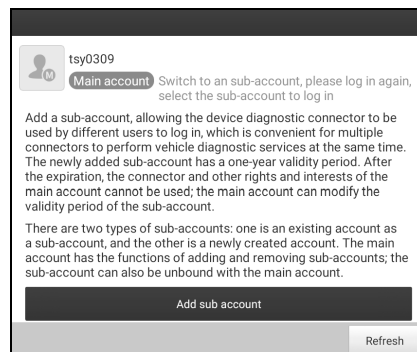 tsy0309
M
Main account Switch to an sub-account, please log in again,
select the sub-account to log in
Add a sub-account, allowing the device diagnostic connector to be
used by different users to log in, which is convenient for multiple
connectors to perform vehicle diagnostic services at the same time.
The newly added sub-account has a one-year validity period. After
the expiration, the connector and other rights and interests of the
main account cannot be used; the main account can modify the
validity period of the sub-account.
There are two types of sub-accounts: one is an existing account as
a sub-account, and the other is a newly created account. The main
account has the functions of adding and removing sub-accounts; the
sub-account can also be unbound with the main account.
Add sub account
Refresh